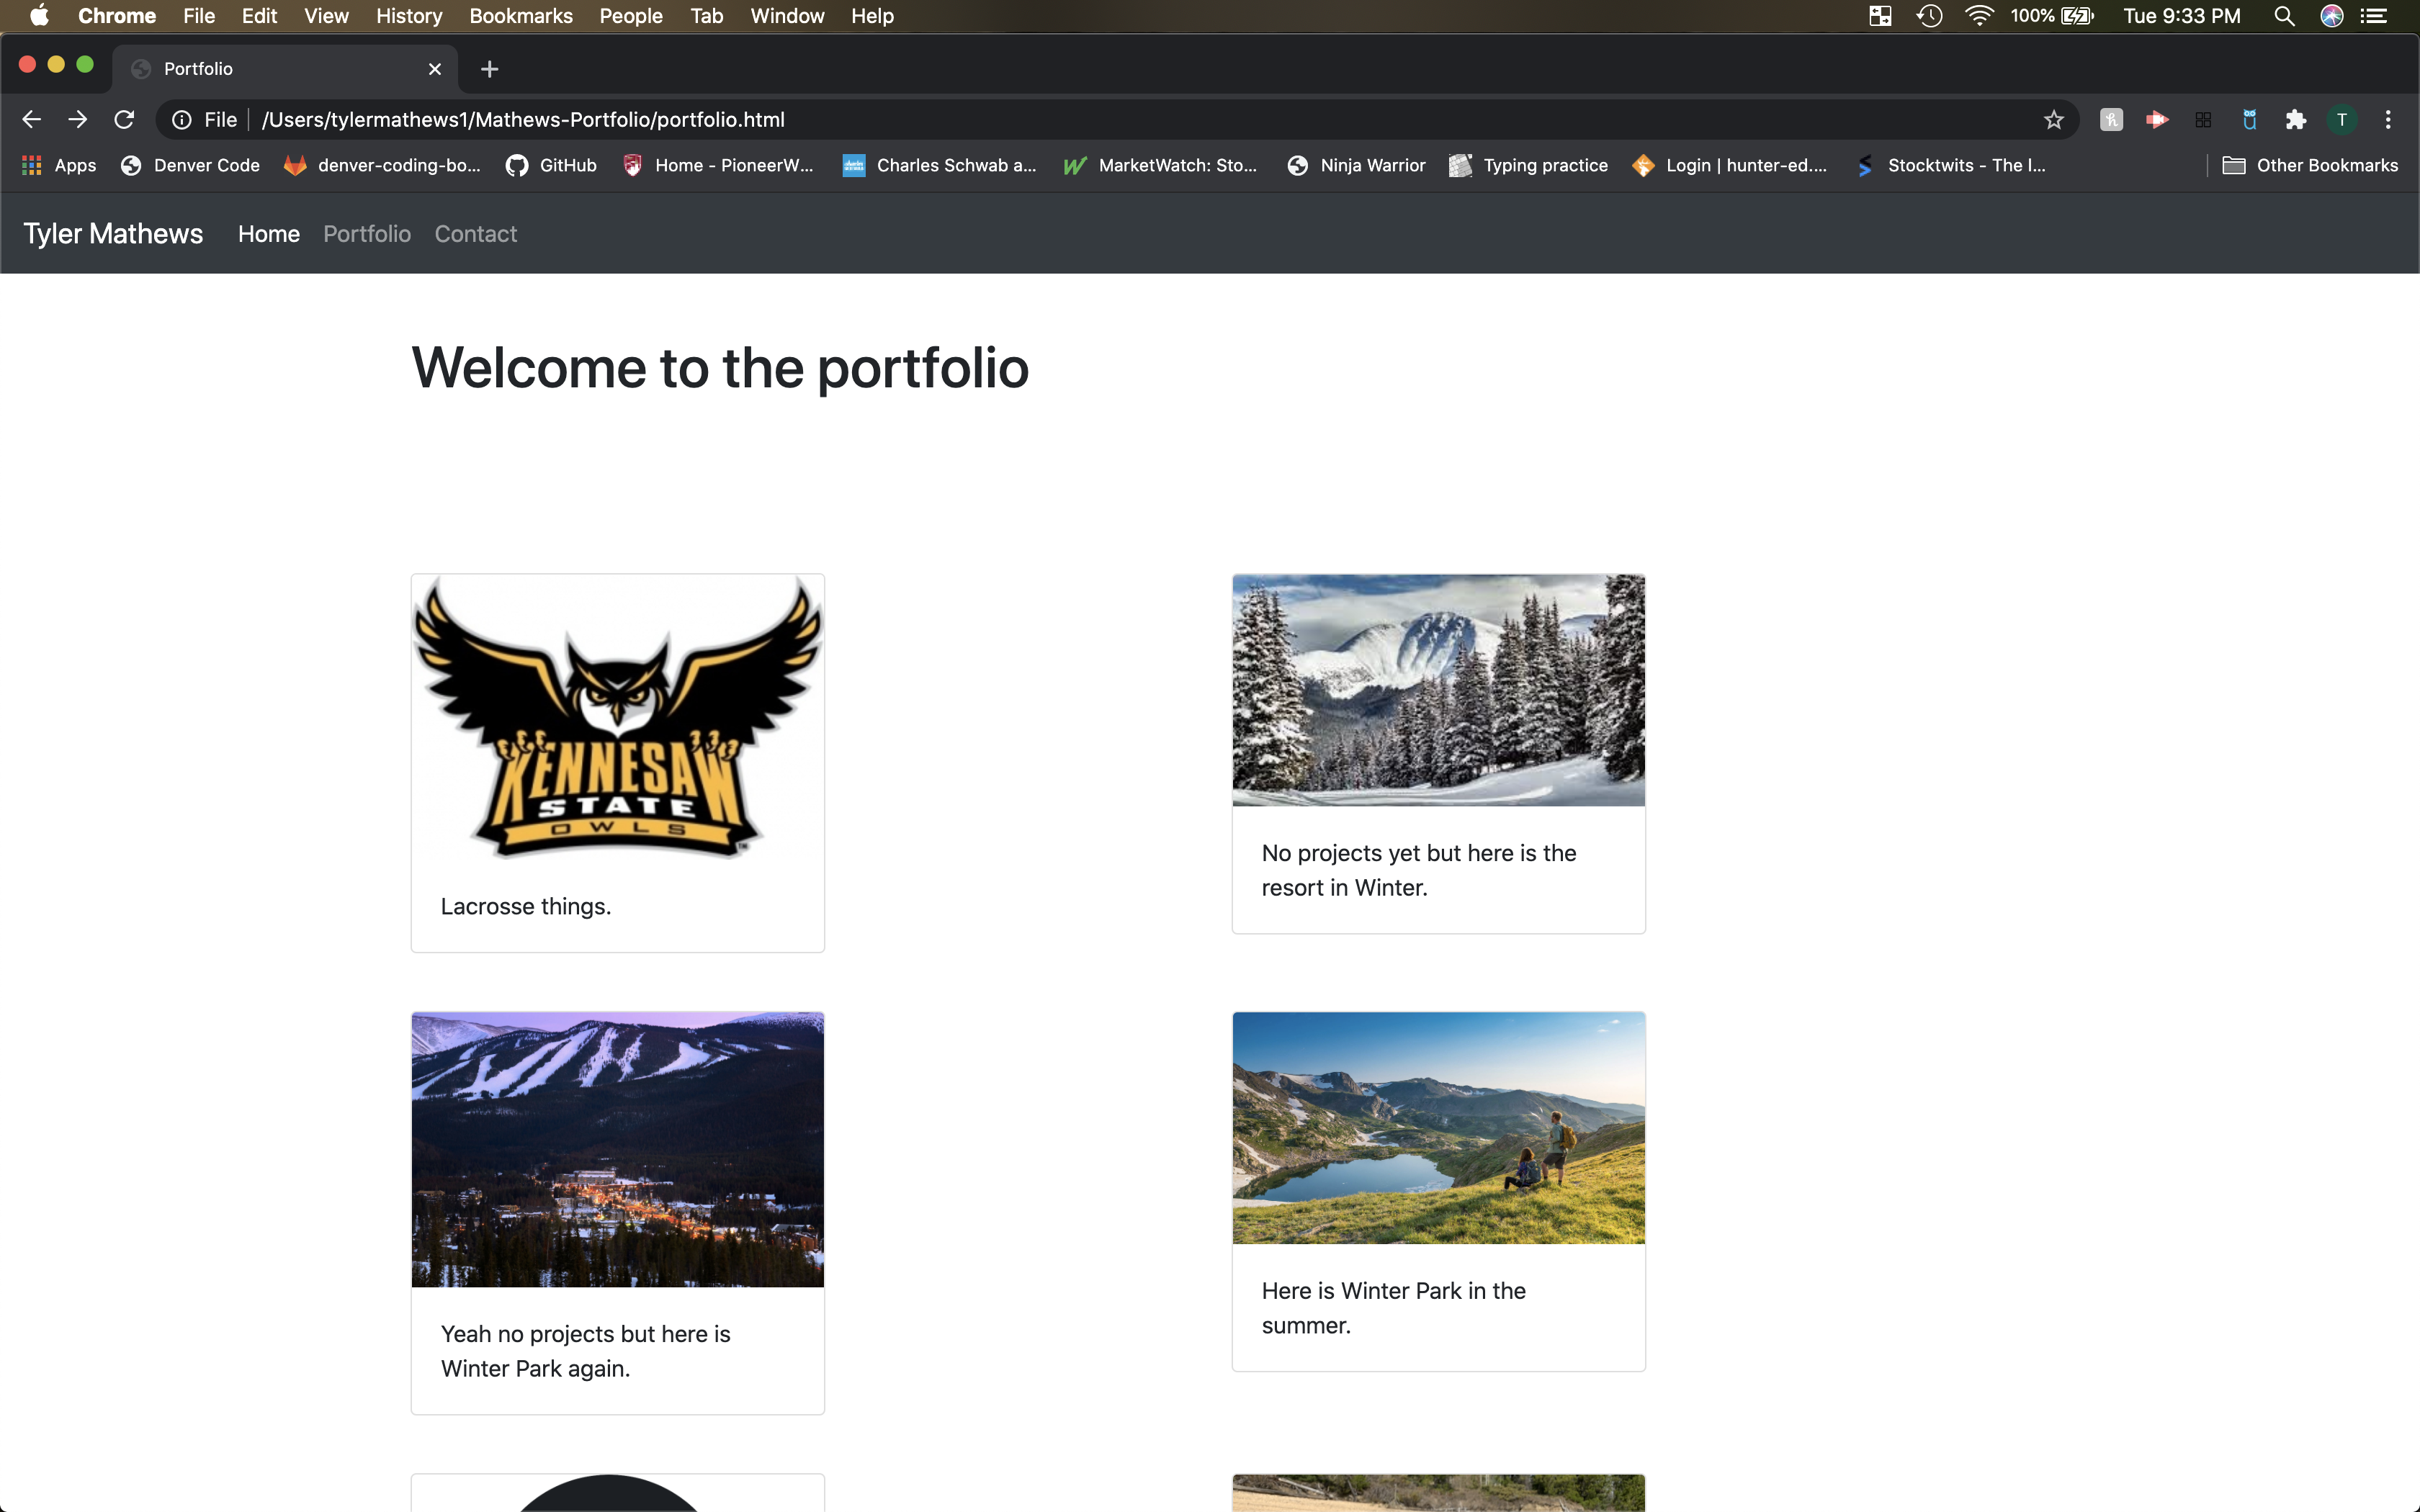 Chrome File Edit View History Bookmarks People Tab Window Help 100% Tue 9:33 PM
Portfolio
File /Users/tylermathews1/Mathews-Portfolio/portfolio.html T
Apps Denver Code denver-coding-bo... GitHub Home - PioneerW... Charles Schwab a... MarketWatch: Sto... Ninja Warrior Typing practice Login | hunter-ed.... Stocktwits - The l... Other Bookmarks
Tyler Mathews Home Portfolio Contact
Welcome to the portfolio
KENNESAW
STATE
OWLS
TM
Lacrosse things.
No projects yet but here is the
resort in Winter.
Yeah no projects but here is
Winter Park again.
Here is Winter Park in the
summer.